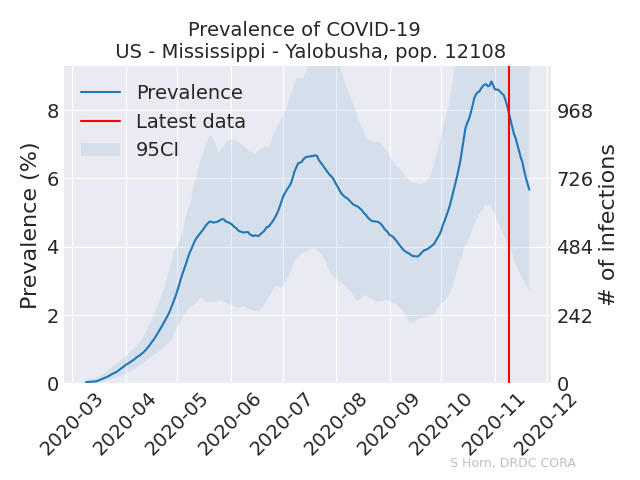 Prevalence of COVID-19
US - Mississippi - Yalobusha, pop. 12108
Prevalence
Latest data
95CI
Prevalence (%)
8
6
4
2
0
968
726
484
242
0
# of infections
2020-03
2020-04
2020-05
2020-06
2020-07
2020-08
2020-09
2020-10
2020-11
2020-12
S Horn, DRDC CORA